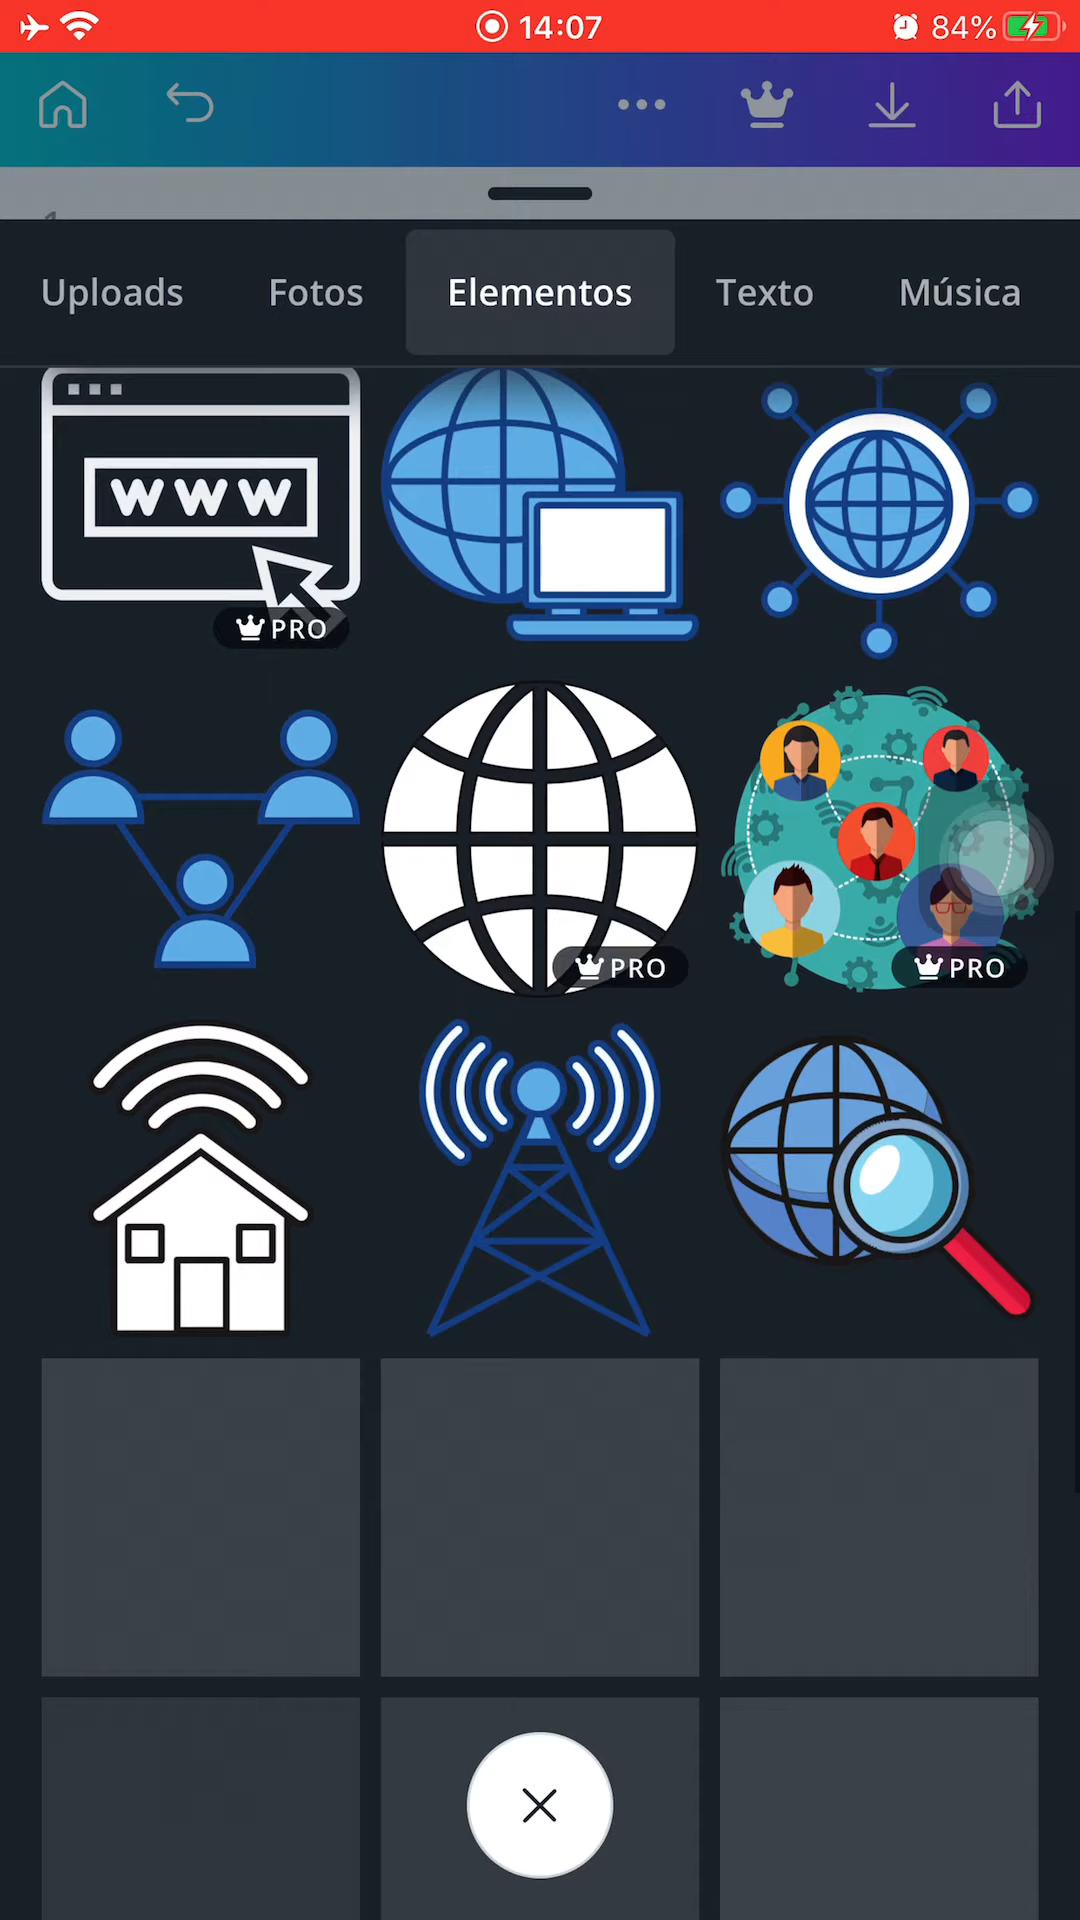 14:07
84%
Uploads
Fotos
Elementos
Texto
Música
WWW
PRO
PRO
PRO